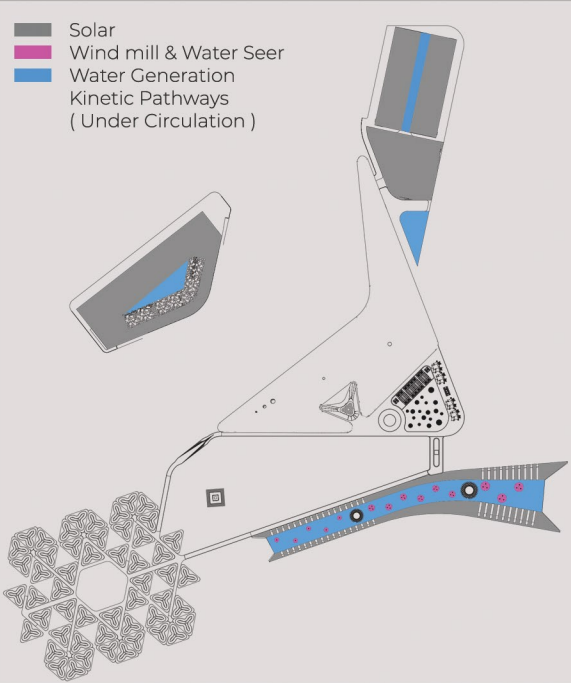 Solar
Wind mill & Water Seer
Water Generation
Kinetic Pathways
( Under Circulation )